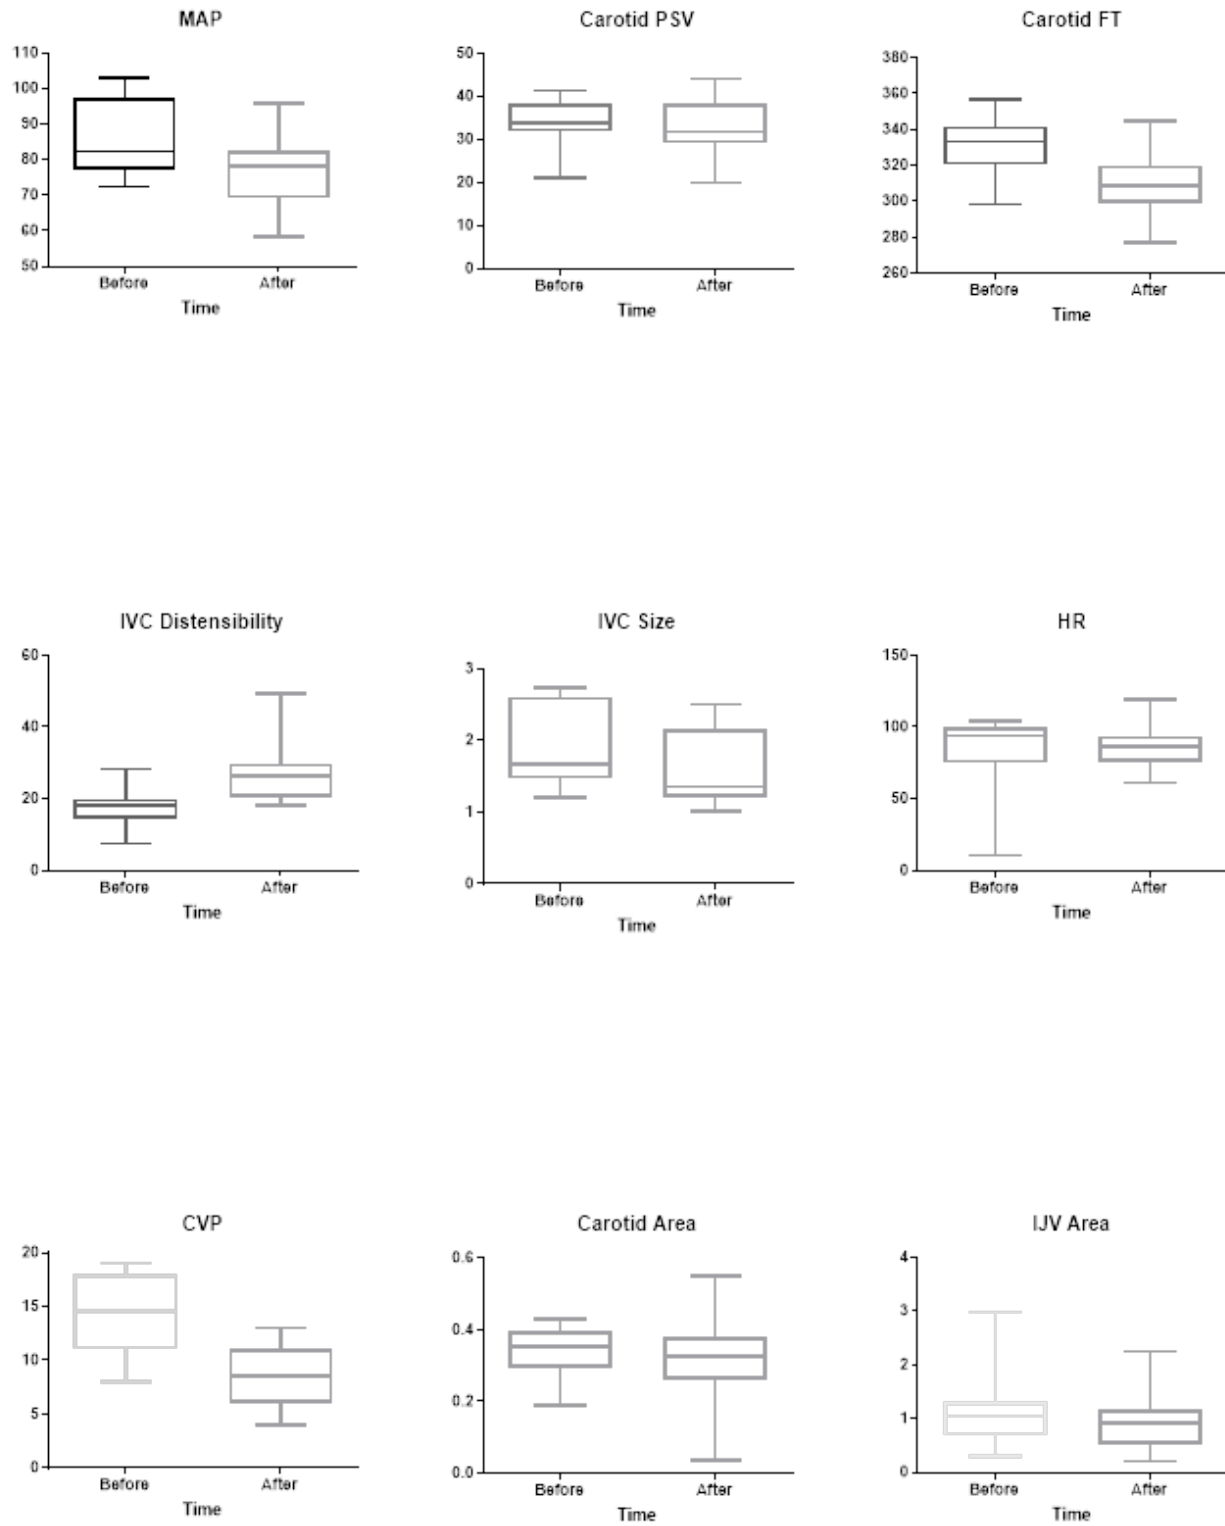 MAP
110
100
90
80
70
60
50
Before After
Time
Carotid PSV
50
40
30
20
10
0
Before After
Time
Carotid FT
380
360
340
320
300
280
260
Before After
Time
IVC Distensibility
60
40
20
0
Before After
Time
IVC Size
3
2
1
0
Before After
Time
HR
150
100
50
0
Before After
Time
CVP
20
15
10
5
0
Before After
Time
Carotid Area
0.6
0.4
0.2
0.0
Before After
Time
IJV Area
4
3
2
1
0
Before After
Time